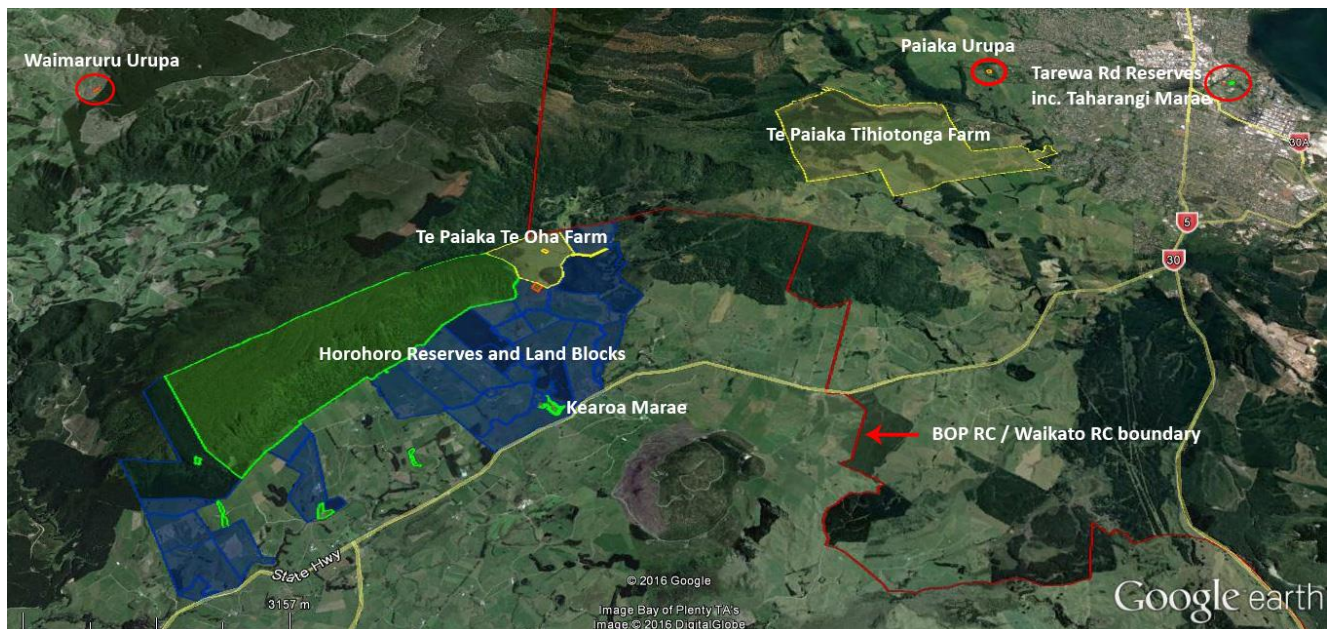 Waimaruru Urupa
Paiaka Urupa
Tarewa Rd Reserves
inc. Taharangi Marae
Te Paiaka Tihiotonga Farm
30A
5
30
Te Paiaka Te Oha Farm
Horohoro Reserves and Land Blocks
Kearoa Marae
BOP RC / Waikato RC boundary
State Hwy
3157 m
© 2016 Google
Image Bay of Plenty TA's
Image © 2016 DigitalGlobe
Google earth